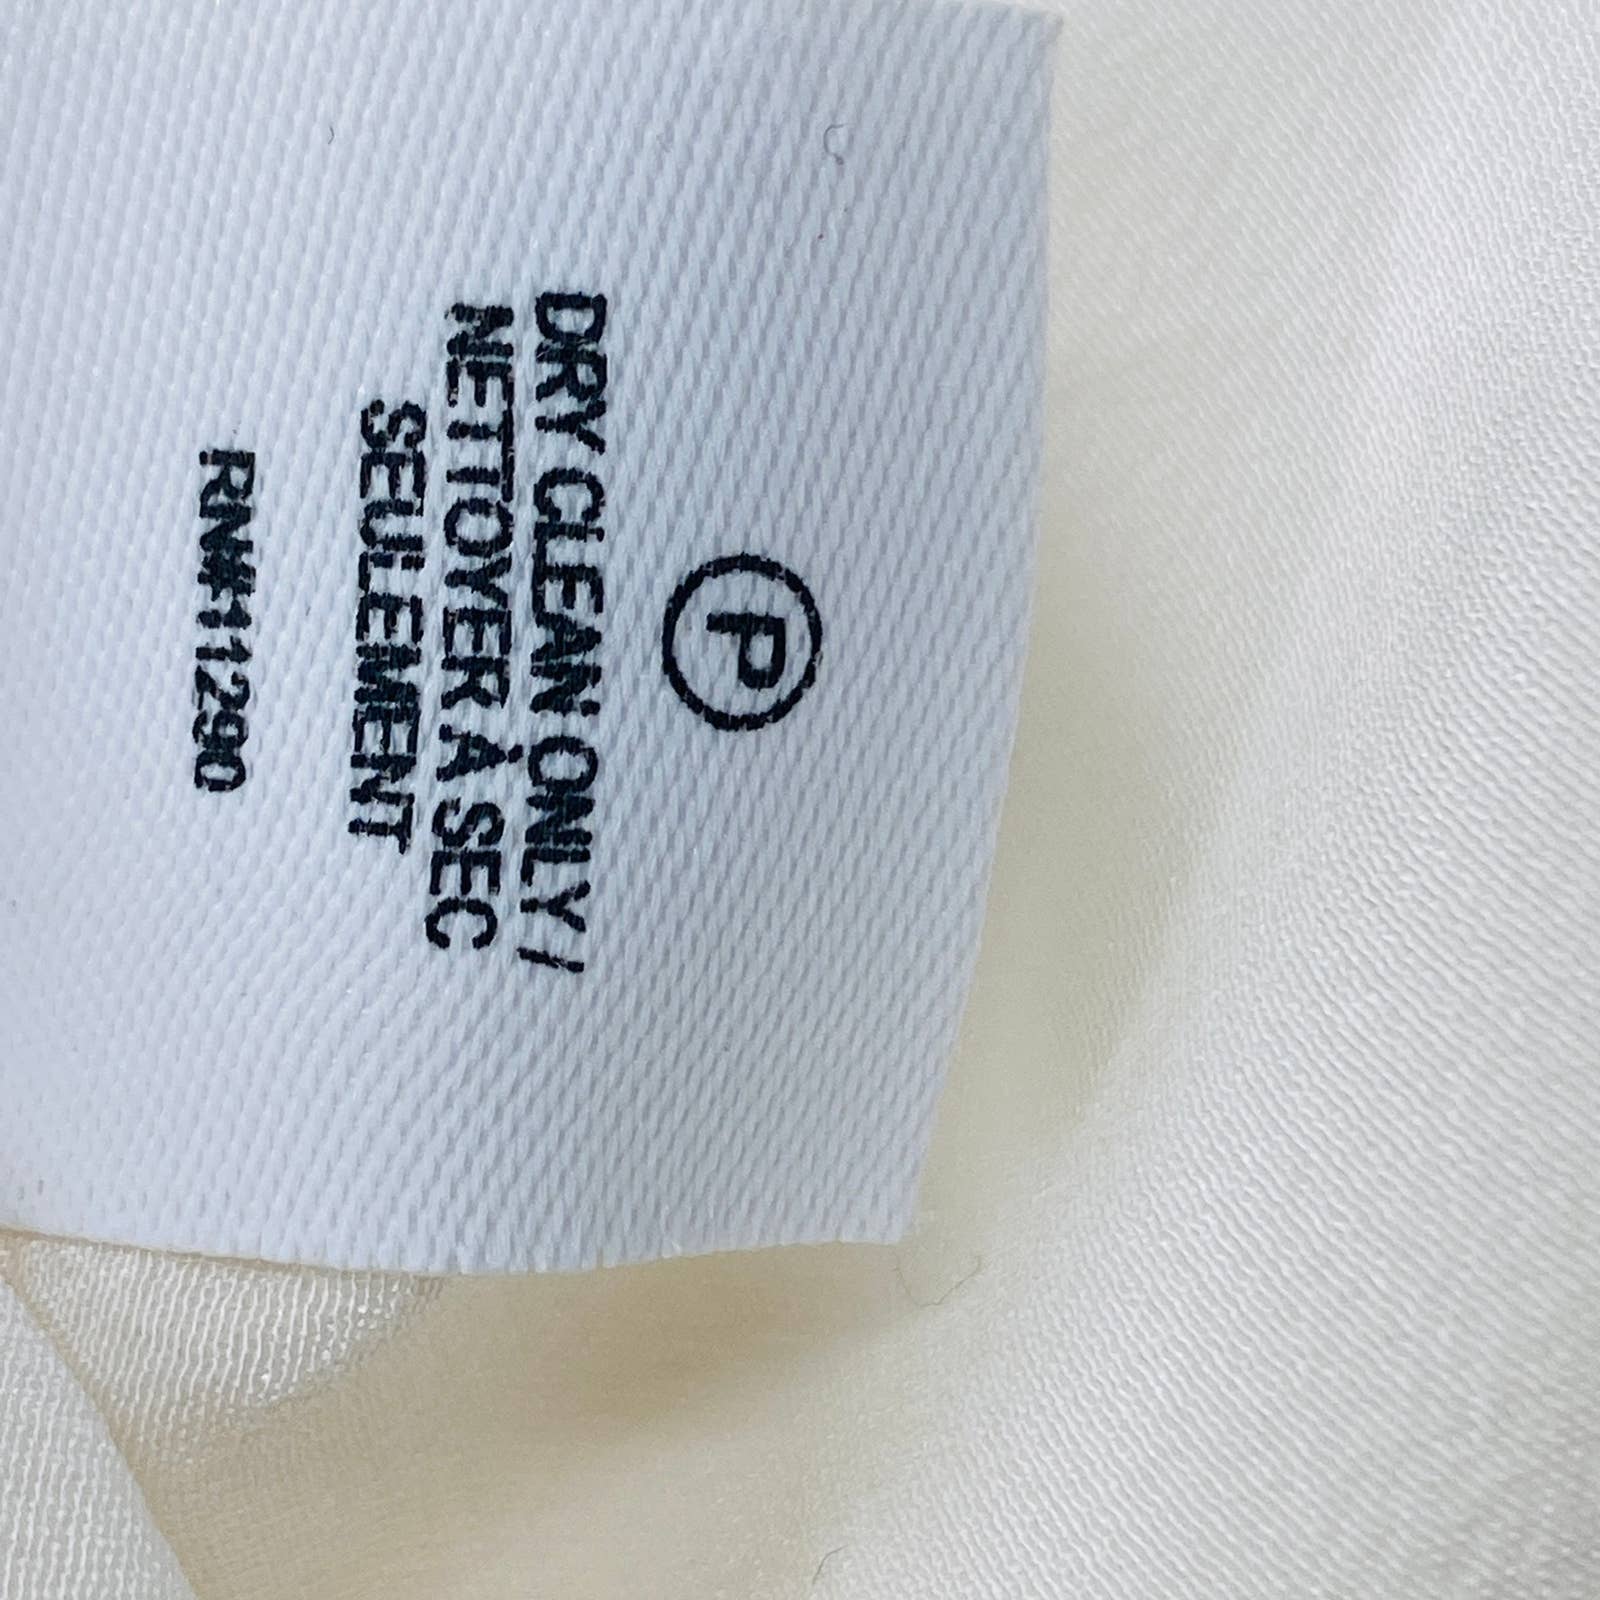 P
DRY CLEAN ONLY /
NETTOYER À SEC
SEULEMENT
RN#11290